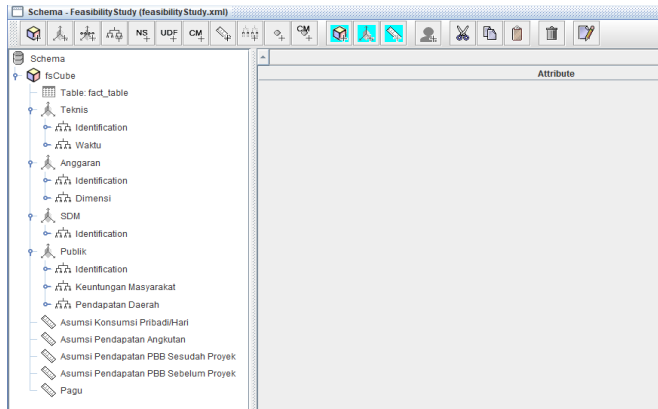 Schema - FeasibilityStudy (feasibilityStudy.xml)
NS UDF CM CM
Schema
Attribute
fsCube
Table: fact_table
Teknis
Identification
Waktu
Anggaran
Identification
Dimensi
SDM
Identification
Publik
Identification
Keuntungan Masyarakat
Pendapatan Daerah
Asumsi Konsumsi Pribadi/Hari
Asumsi Pendapatan Angkutan
Asumsi Pendapatan PBB Sesudah Proyek
Asumsi Pendapatan PBB Sebelum Proyek
Pagu